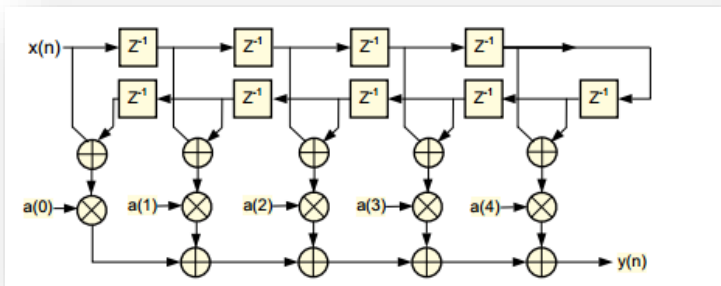 x(n) Z-1 Z-1 Z-1 Z-1
Z-1 Z-1 Z-1 Z-1 Z-1
a(0) a(1) a(2) a(3) a(4)
y(n)